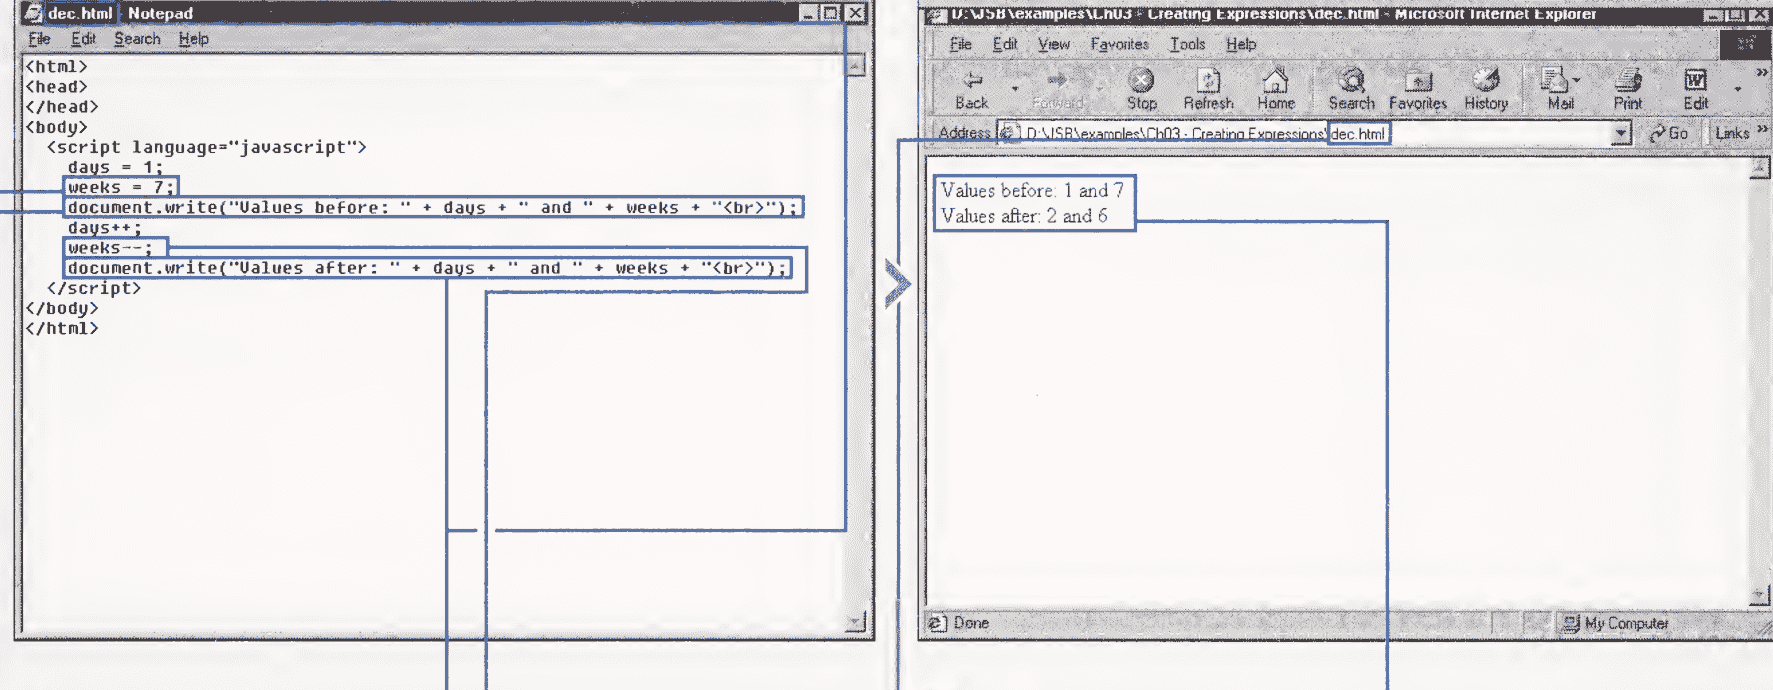 dec.html - Notepad
File Edit Search Help
<html>
<head>
</head>
<body>
<script language="javascript">
days = 1;
weeks = 7;
document.write("Values before: " + days + " and " + weeks + "<br>");
days++;
weeks--;
document.write("Values after: " + days + " and " + weeks + "<br>");
</script>
</body>
</html>
D:\JSB\examples\Ch03 - Creating Expressions\dec.html - Microsoft Internet Explorer
File Edit View Favorites Tools Help
Back Forward Stop Refresh Home Search Favorites History Mail Print Edit »
Address D:\JSB\examples\Ch03 - Creating Expressions\dec.html Go Links »
Values before: 1 and 7
Values after: 2 and 6
Done My Computer